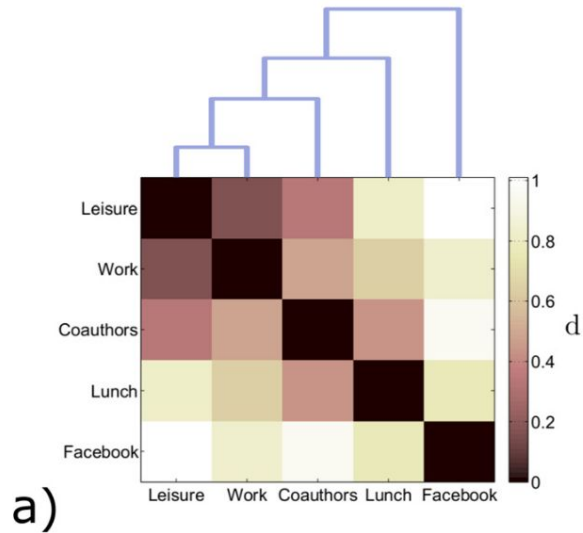 Leisure
Work
Coauthors
Lunch
Facebook
Leisure Work Coauthors Lunch Facebook
1
0.8
0.6
0.4
0.2
0
d
a)